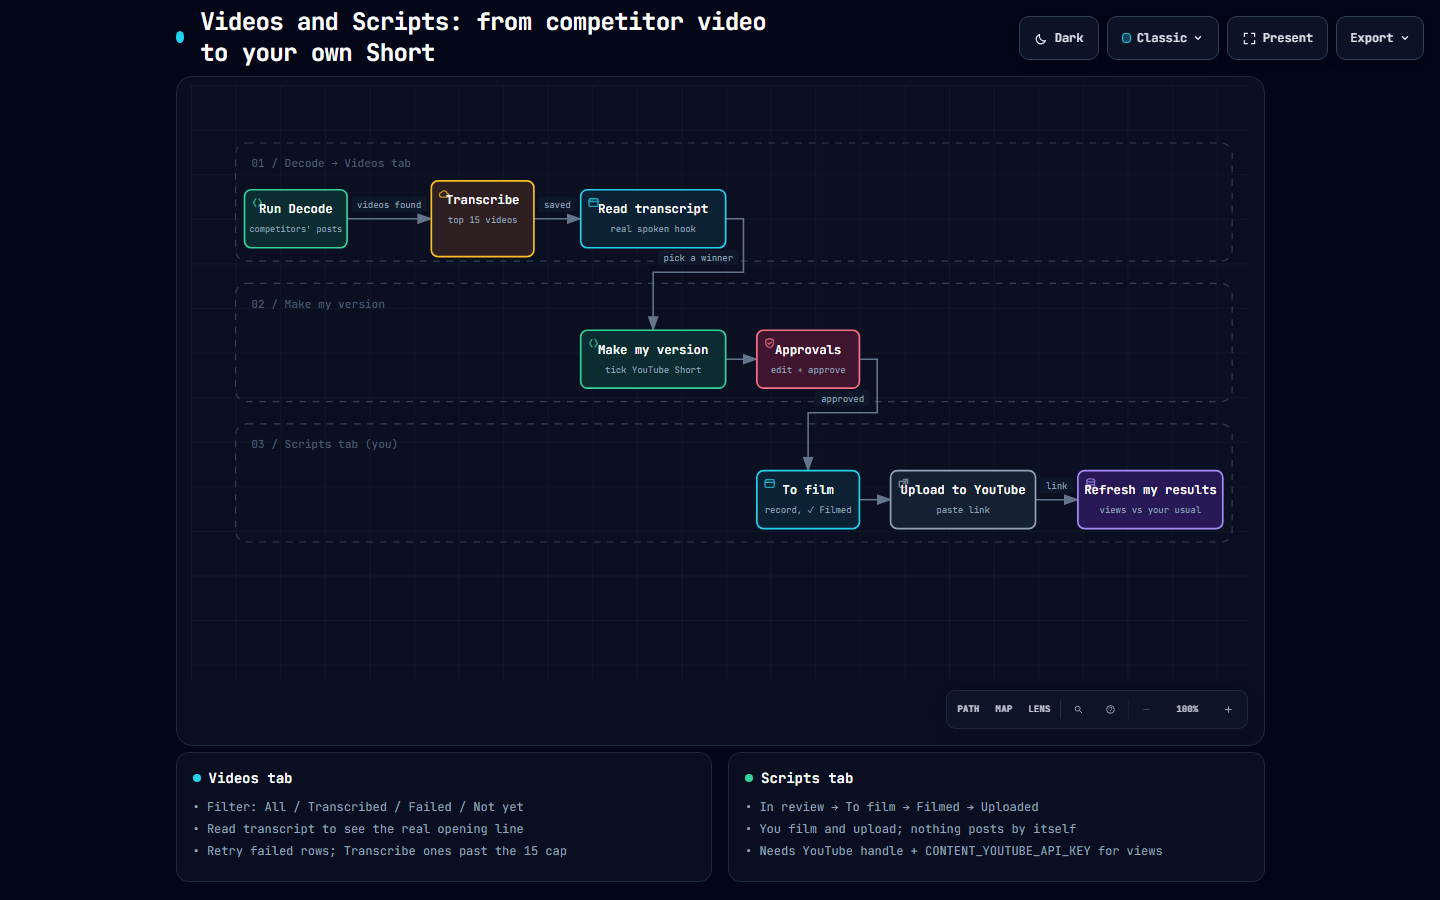 Videos and Scripts: from competitor video
to your own Short
Dark
Classic
Present
Export
01 / Decode → Videos tab
Run Decode
competitors' posts
videos found
Transcribe
top 15 videos
saved
Read transcript
real spoken hook
pick a winner
02 / Make my version
Make my version
tick YouTube Short
Approvals
edit + approve
approved
03 / Scripts tab (you)
To film
record, ✓ Filmed
Upload to YouTube
paste link
link
Refresh my results
views vs your usual
PATH
MAP
LENS
100%
Videos tab
• Filter: All / Transcribed / Failed / Not yet
• Read transcript to see the real opening line
• Retry failed rows; Transcribe ones past the 15 cap
Scripts tab
• In review → To film → Filmed → Uploaded
• You film and upload; nothing posts by itself
• Needs YouTube handle + CONTENT_YOUTUBE_API_KEY for views